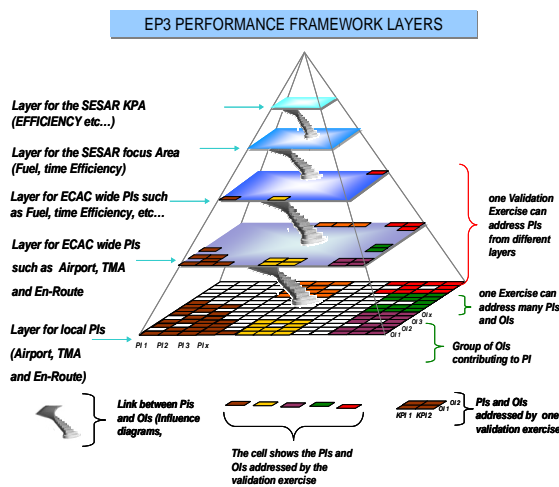 EP3 PERFORMANCE FRAMEWORK LAYERS
Layer for the SESAR KPA
(EFFICIENCY etc...)
Layer for the SESAR focus Area
(Fuel, time Efficiency)
Layer for ECAC wide PIs such
as Fuel, time Efficiency, etc...
Layer for ECAC wide PIs
such as Airport, TMA
and En-Route
Layer for local PIs
(Airport, TMA
and En-Route)
one Validation
Exercise can
address PIs
from different
layers
one Exercise can
address many PIs
and OIs
Group of OIs
contributing to PI
PI 1 PI 2 PI 3 PI x
OI x
OI 3
OI 2
OI 1
Link between Pis
and OIs (Influence
diagrams,
The cell shows the PIs and
OIs addressed by the
validation exercise
KPI 1 KPI 2
OI 1
OI 2
PIs and OIs
addressed by one
validation exercise